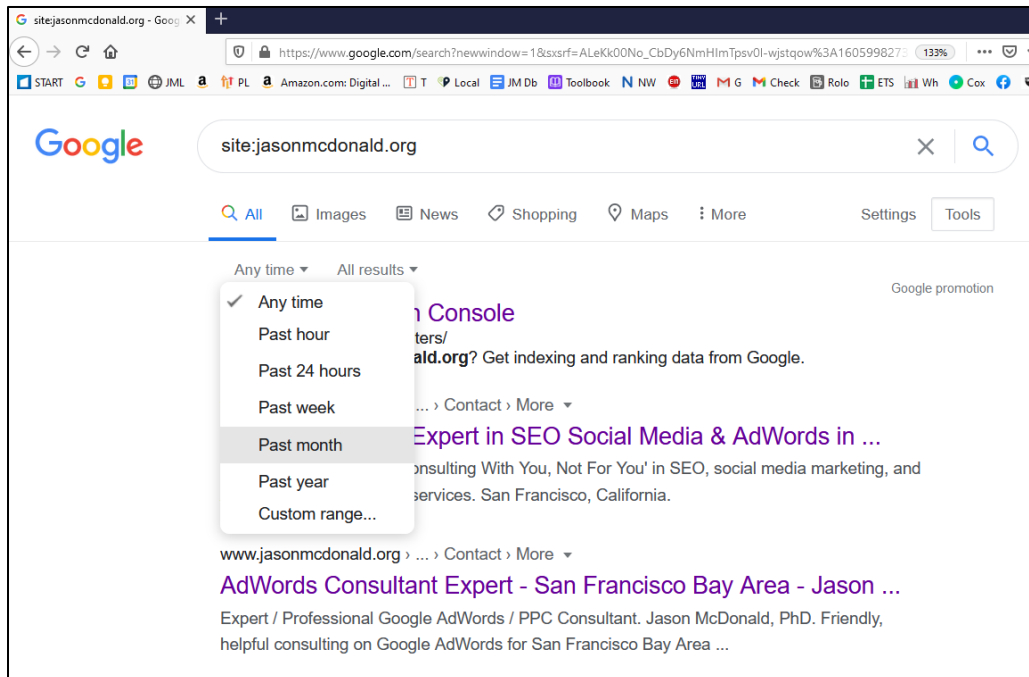 site:jasonmcdonald.org - Goog
https://www.google.com/search?newwindow=1&sxsrf=ALeKk00No_CbDy6NmHImTpsv0I-wjstqow%3A1605998273 133%
START G 31 JML a PL a Amazon.com: Digital ... T T Local JM Db Toolbook N NW TINY URL M G M Check Rolo ETS Wh Cox
Google site:jasonmcdonald.org
All Images News Shopping Maps More Settings Tools
Any time All results
Google promotion
Any time
n Console
Past hour
ters/
ald.org? Get indexing and ranking data from Google.
Past 24 hours
Past week
... › Contact › More
Past month
Expert in SEO Social Media & AdWords in ...
onsulting With You, Not For You' in SEO, social media marketing, and
Past year
services. San Francisco, California.
Custom range...
www.jasonmcdonald.org › ... › Contact › More
AdWords Consultant Expert - San Francisco Bay Area - Jason ...
Expert / Professional Google AdWords / PPC Consultant. Jason McDonald, PhD. Friendly,
helpful consulting on Google AdWords for San Francisco Bay Area ...